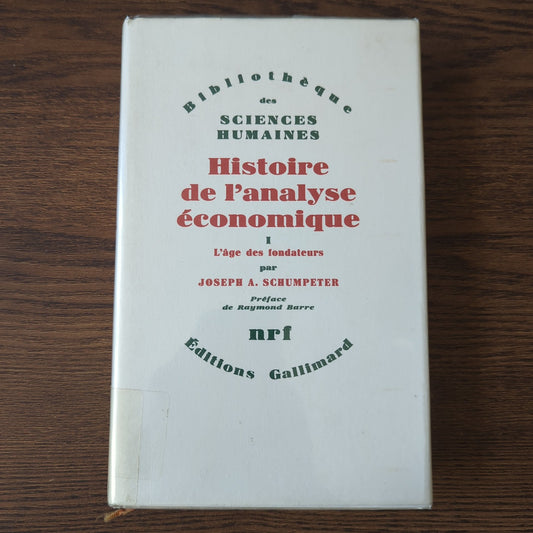 Bibliothèque
des
SCIENCES
HUMAINES
Histoire
de l'analyse
économique
I
L'âge des fondateurs
par
JOSEPH A. SCHUMPETER
Préface
de Raymond Barre
nrf
Éditions Gallimard